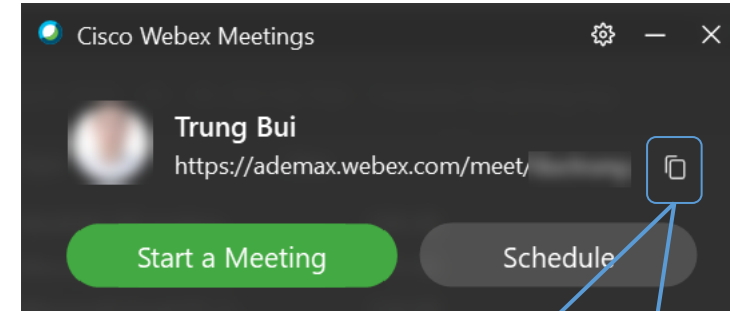 Cisco Webex Meetings
Trung Bui
https://ademax.webex.com/meet/
Start a Meeting
Schedule